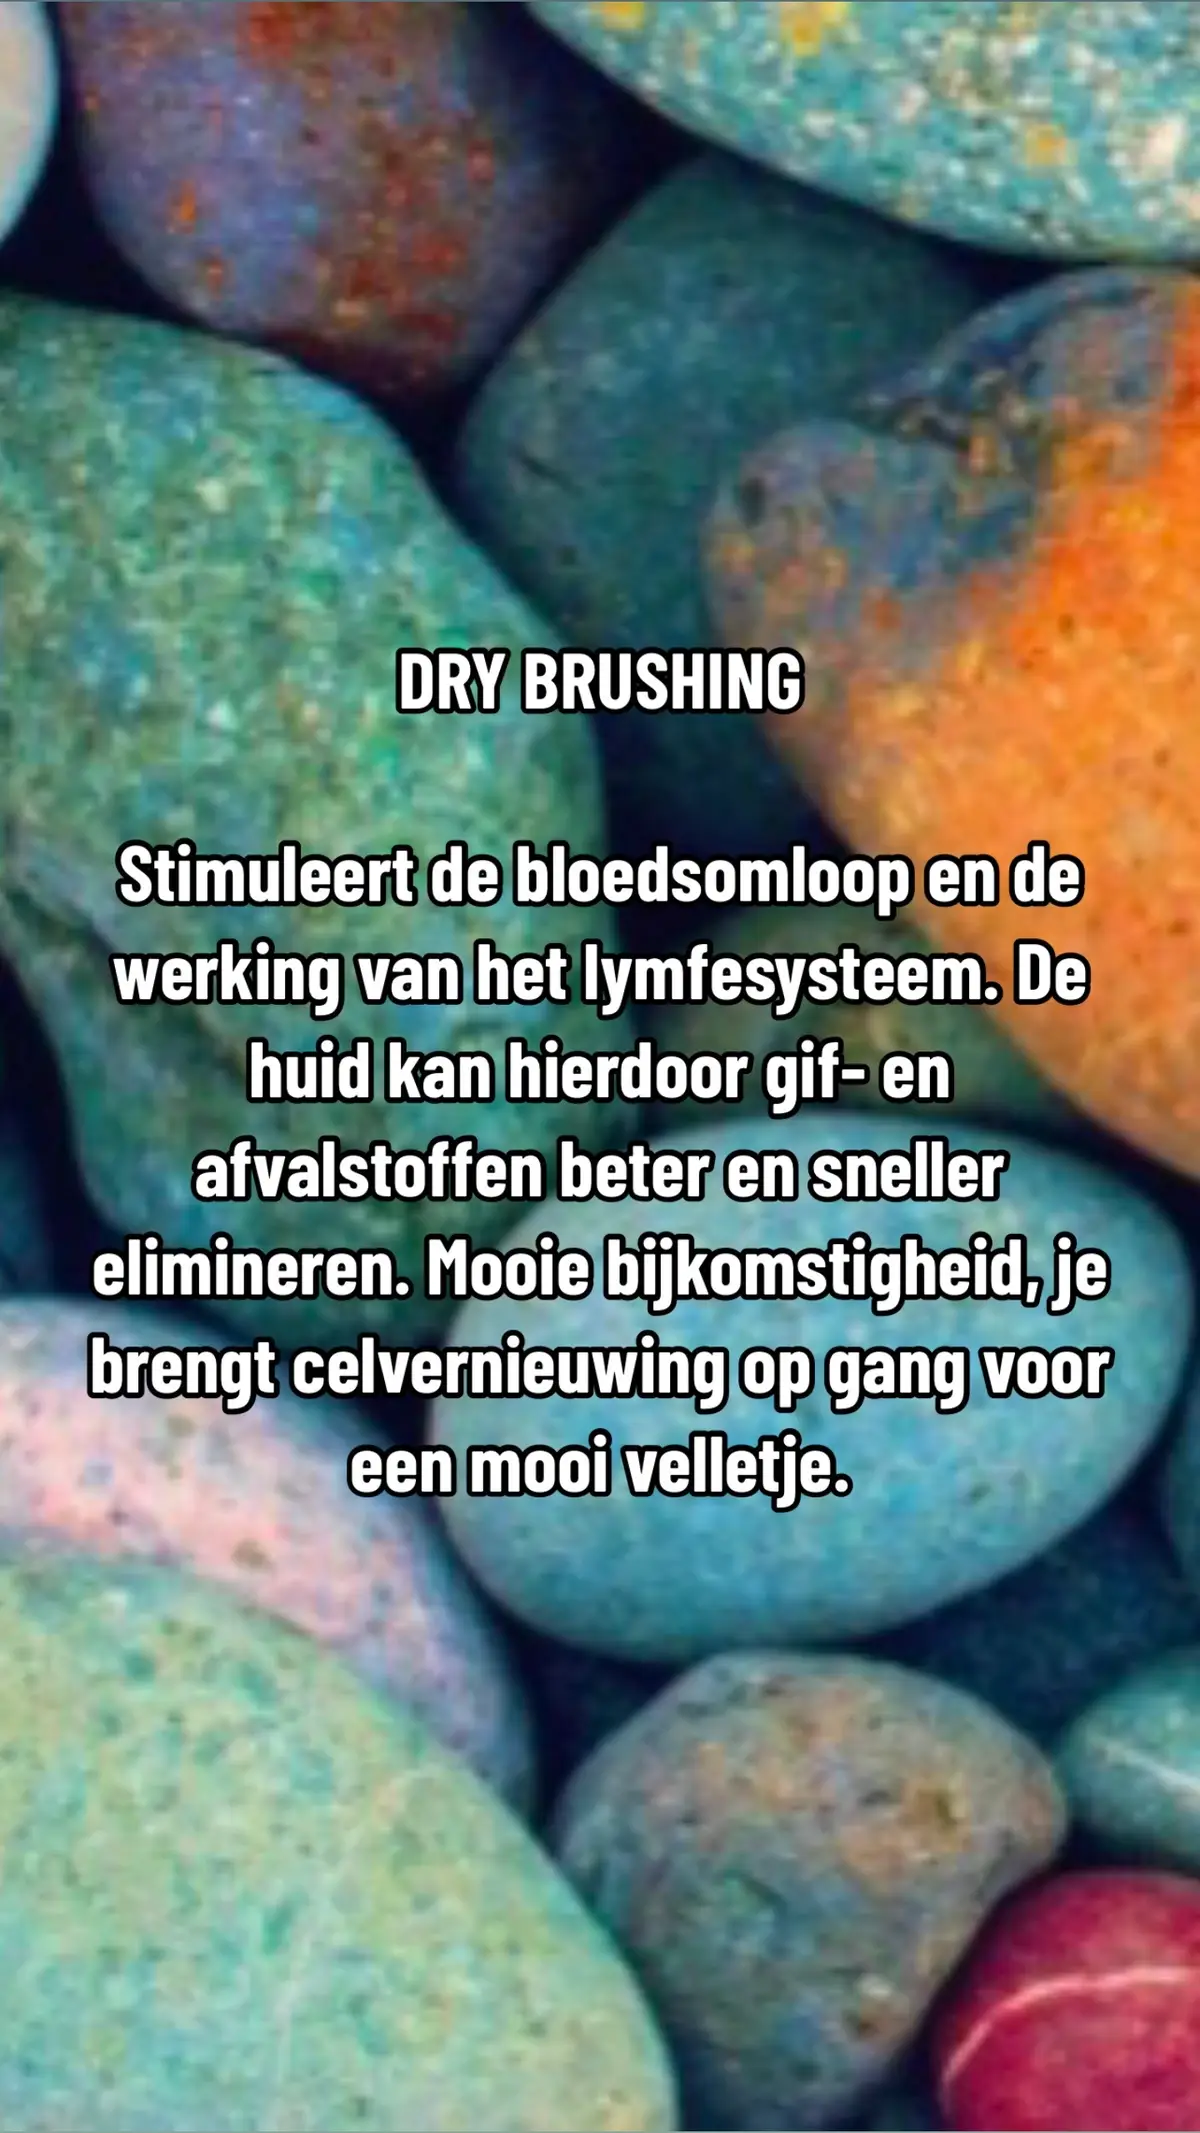 DRY BRUSHING
Stimuleert de bloedsomloop en de
werking van het lymfesysteem. De
huid kan hierdoor gif- en
afvalstoffen beter en sneller
elimineren. Mooie bijkomstigheid, je
brengt celvernieuwing op gang voor
een mooi velletje.